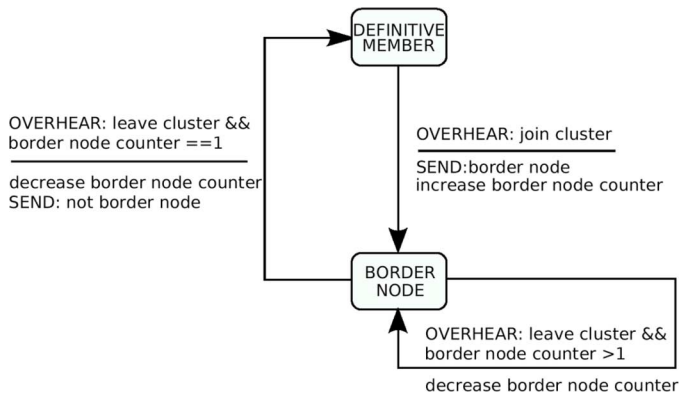 DEFINITIVE
MEMBER
OVERHEAR: leave cluster &&
border node counter ==1
decrease border node counter
SEND: not border node
OVERHEAR: join cluster
SEND:border node
increase border node counter
BORDER
NODE
OVERHEAR: leave cluster &&
border node counter >1
decrease border node counter